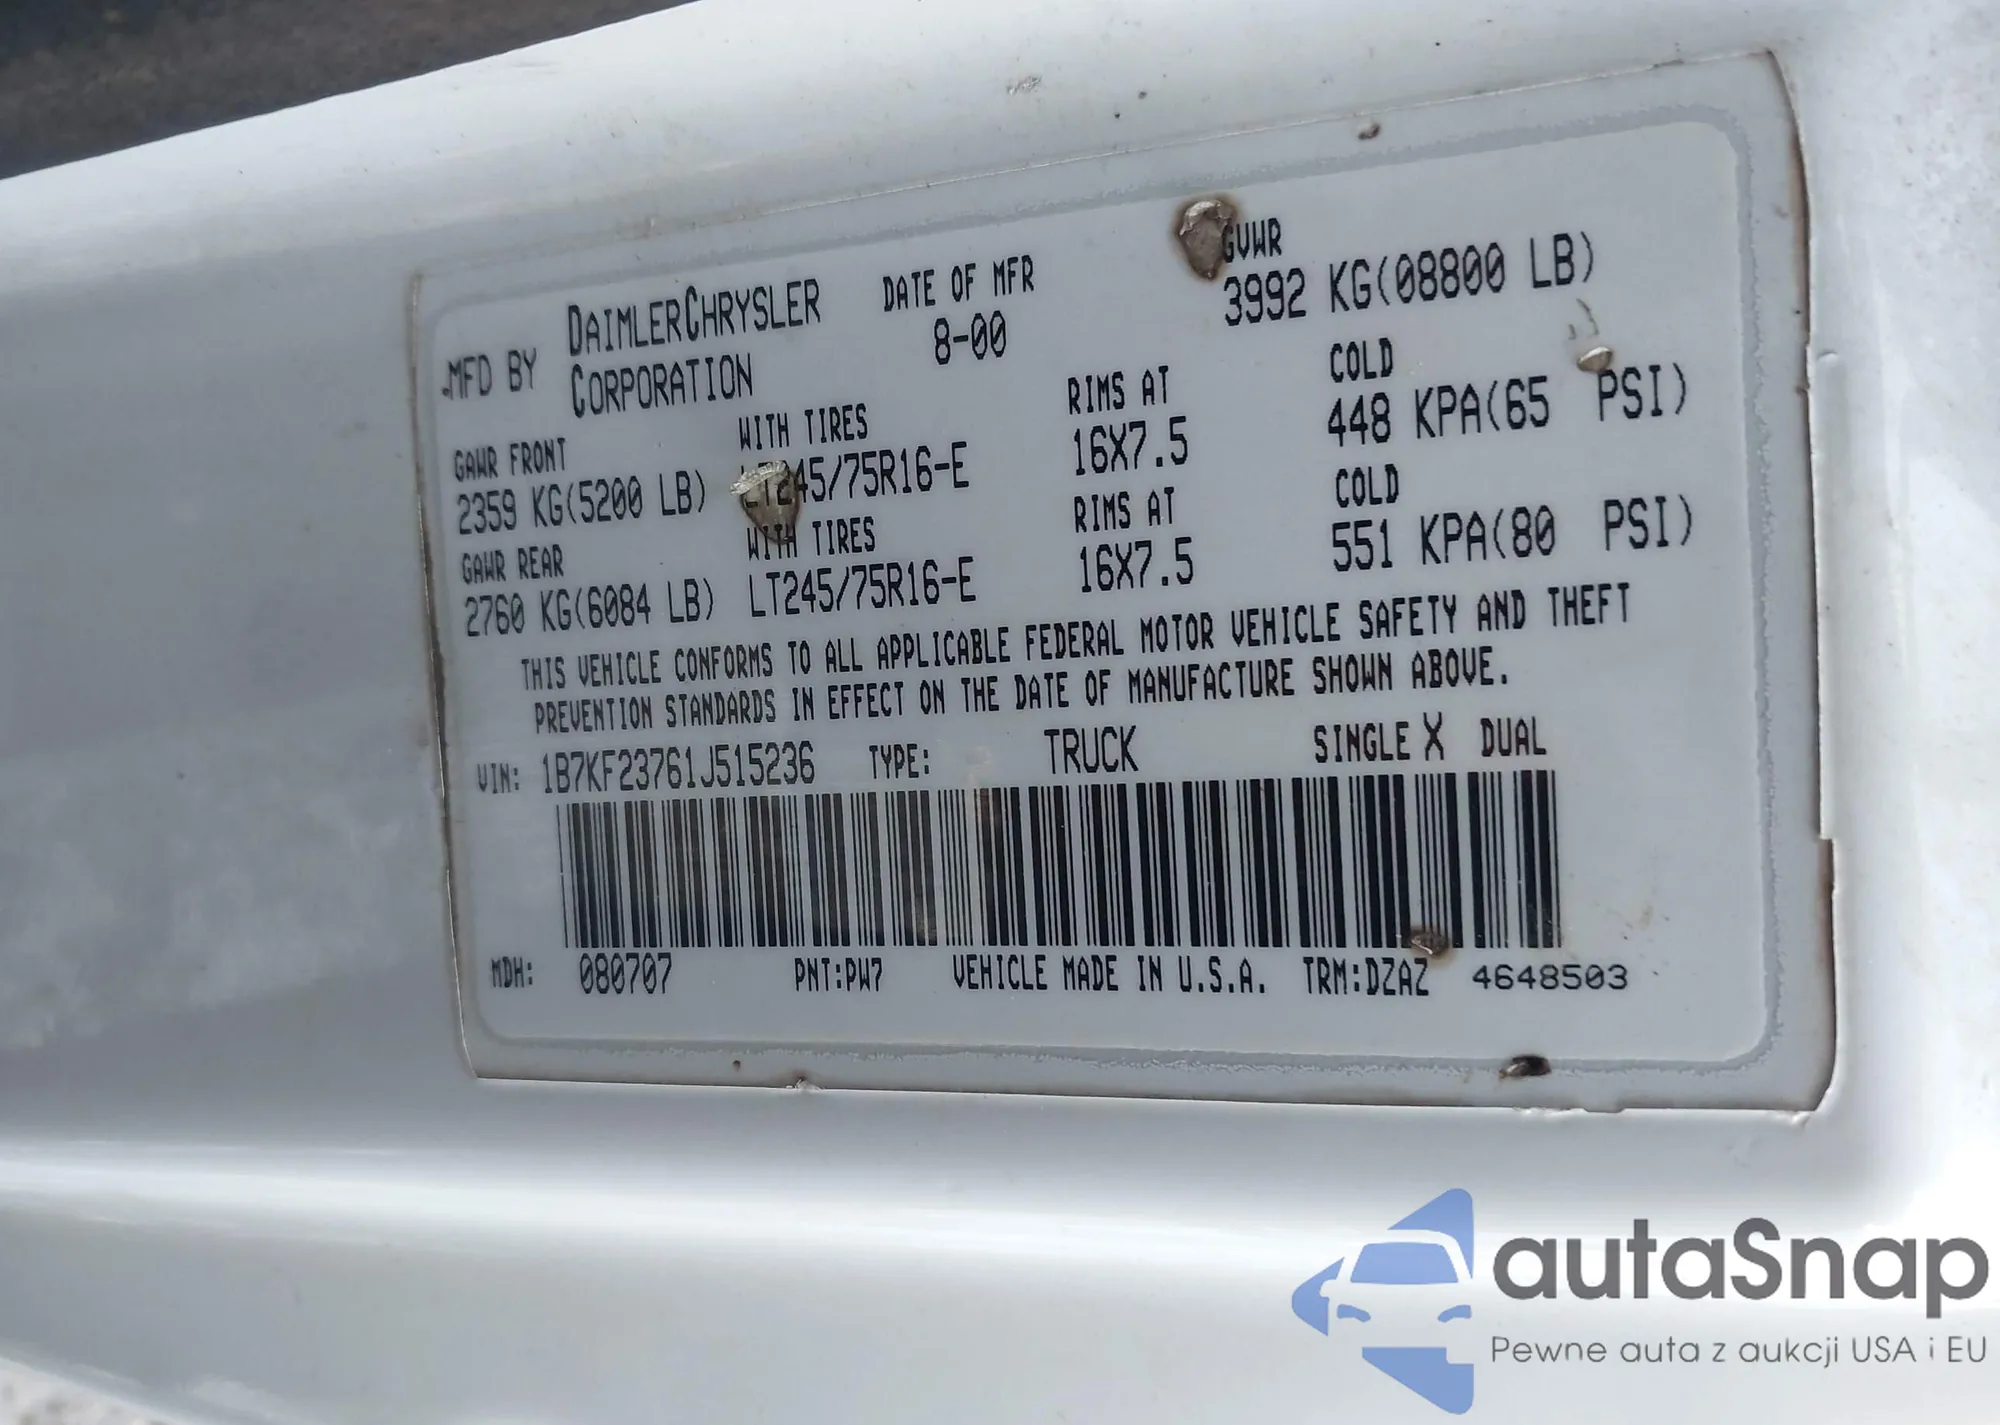 MFD BY DAIMLERCHRYSLER CORPORATION
DATE OF MFR 8-00
GVWR 3992 KG(08800 LB)
GAWR FRONT WITH TIRES RIMS AT COLD
2359 KG(5200 LB) LT245/75R16-E 16X7.5 448 KPA(65 PSI)
GAWR REAR WITH TIRES RIMS AT COLD
2760 KG(6084 LB) LT245/75R16-E 16X7.5 551 KPA(80 PSI)
THIS VEHICLE CONFORMS TO ALL APPLICABLE FEDERAL MOTOR VEHICLE SAFETY AND THEFT
PREVENTION STANDARDS IN EFFECT ON THE DATE OF MANUFACTURE SHOWN ABOVE.
VIN: 1B7KF23761J515236 TYPE: TRUCK SINGLE X DUAL
MDH: 080707 PNT:PW7 VEHICLE MADE IN U.S.A. TRM:DZAZ 4648503
autaSnap
Pewne auta z aukcji USA i EU